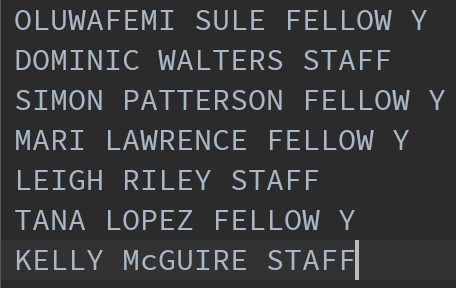 OLUWAFEMI SULE FELLOW Y
DOMINIC WALTERS STAFF
SIMON PATTERSON FELLOW Y
MARI LAWRENCE FELLOW Y
LEIGH RILEY STAFF
TANA LOPEZ FELLOW Y
KELLY McGUIRE STAFF